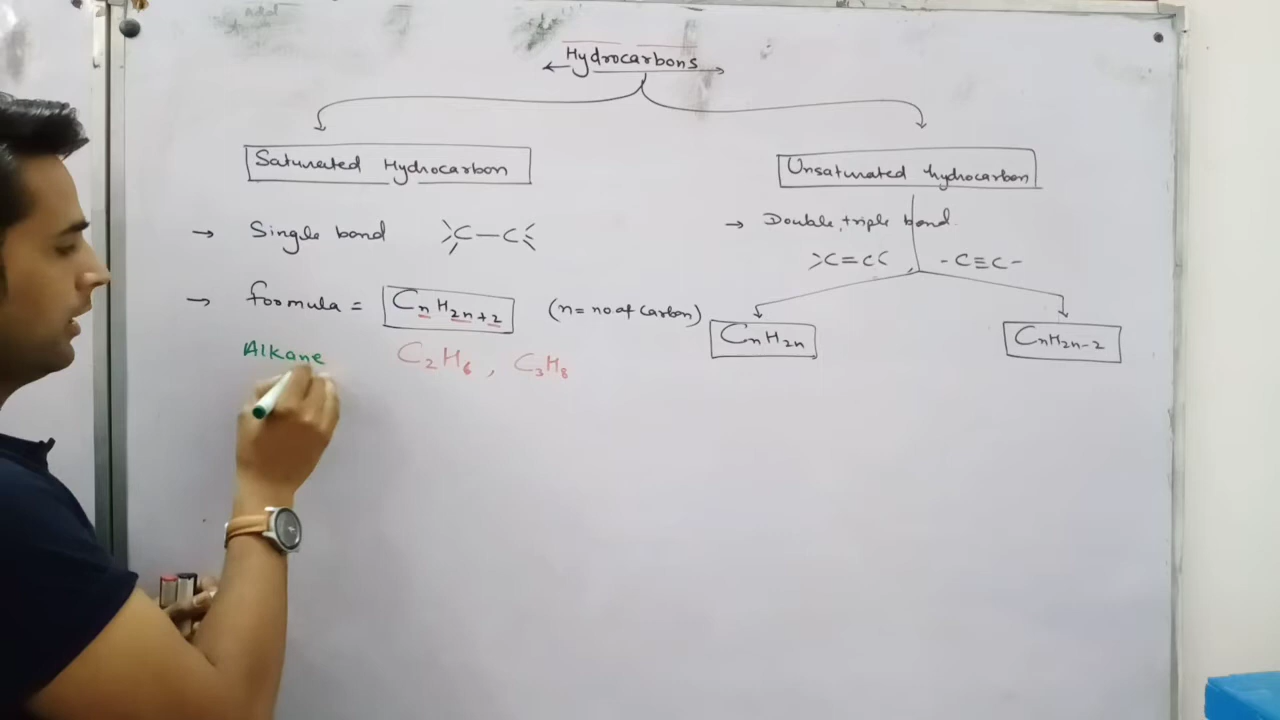 Hydrocarbons
Saturated Hydrocarbon
Unsaturated hydrocarbon
→ Single bond >C—C<
→ Double, triple bond
>C=C< -C≡C-
→ formula = CnH2n+2 (n = no of Carbon)
CnH2n
CnH2n-2
Alkane C2H6, C3H8